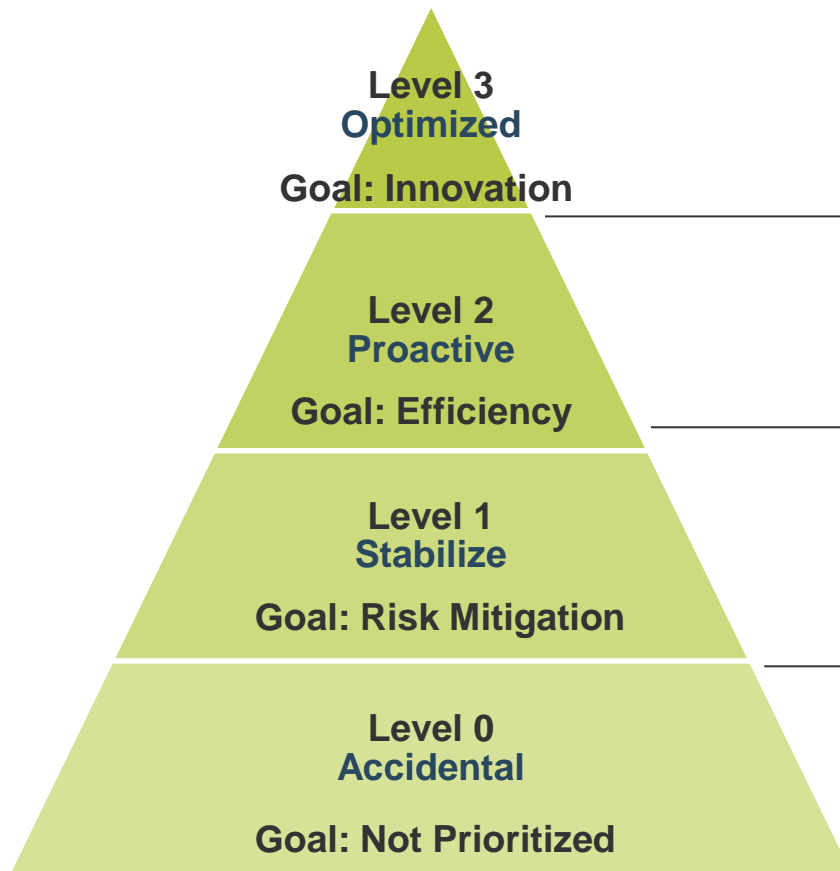 Level 3
Optimized
Goal: Innovation
Level 2
Proactive
Goal: Efficiency
Level 1
Stabilize
Goal: Risk Mitigation
Level 0
Accidental
Goal: Not Prioritized